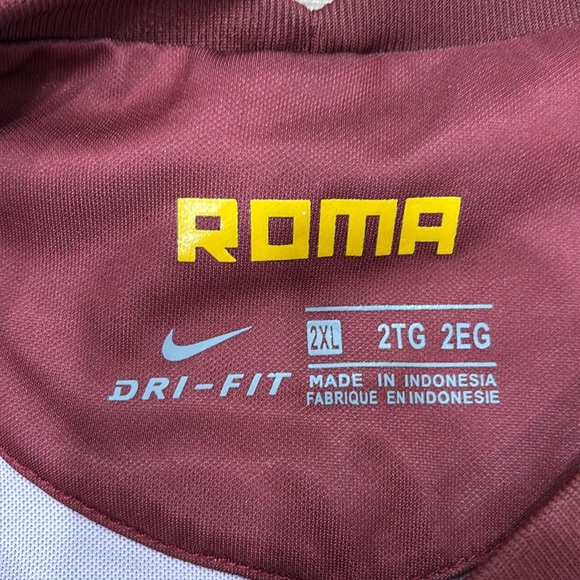 ROMA
2XL 2TG 2EG
DRI-FIT
MADE IN INDONESIA
FABRIQUE EN INDONESIE